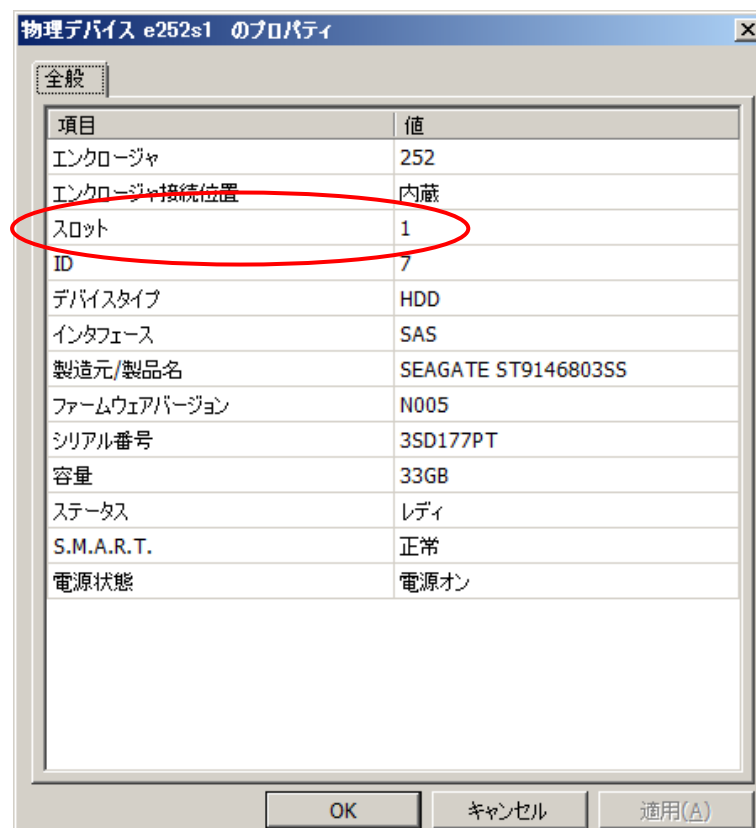 物理デバイス e252s1 のプロパティ
全般
項目 値
エンクロージャ 252
エンクロージャ接続位置 内蔵
スロット 1
ID 7
デバイスタイプ HDD
インタフェース SAS
製造元/製品名 SEAGATE ST9146803SS
ファームウェアバージョン N005
シリアル番号 3SD177PT
容量 33GB
ステータス レディ
S.M.A.R.T. 正常
電源状態 電源オン
OK キャンセル 適用(A)